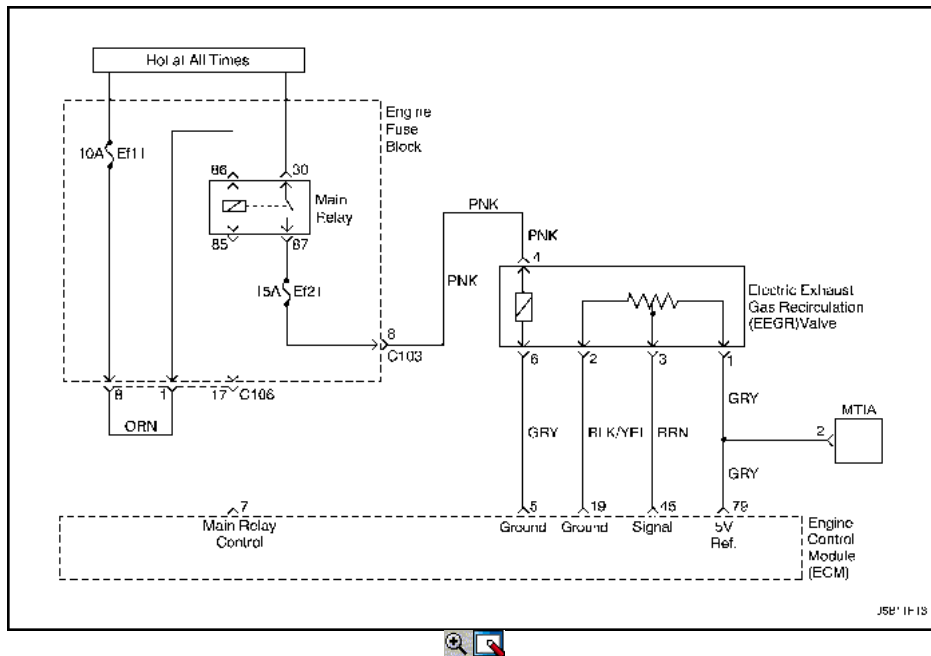 Hot at All Times
Engine
Fuse
Block
10A Ef11
86
30
Main
Relay
85
87
15A Ef21
8
C103
PNK
PNK
PNK
4
Electric Exhaust
Gas Recirculation
(EEGR)Valve
6
2
3
1
8
1
17
C106
ORN
GRY
BLK/YEL
BRN
GRY
GRY
2
MTIA
7
5
19
45
79
Main Relay
Control
Ground
Ground
Signal
5V
Ref.
Engine
Control
Module
(ECM)